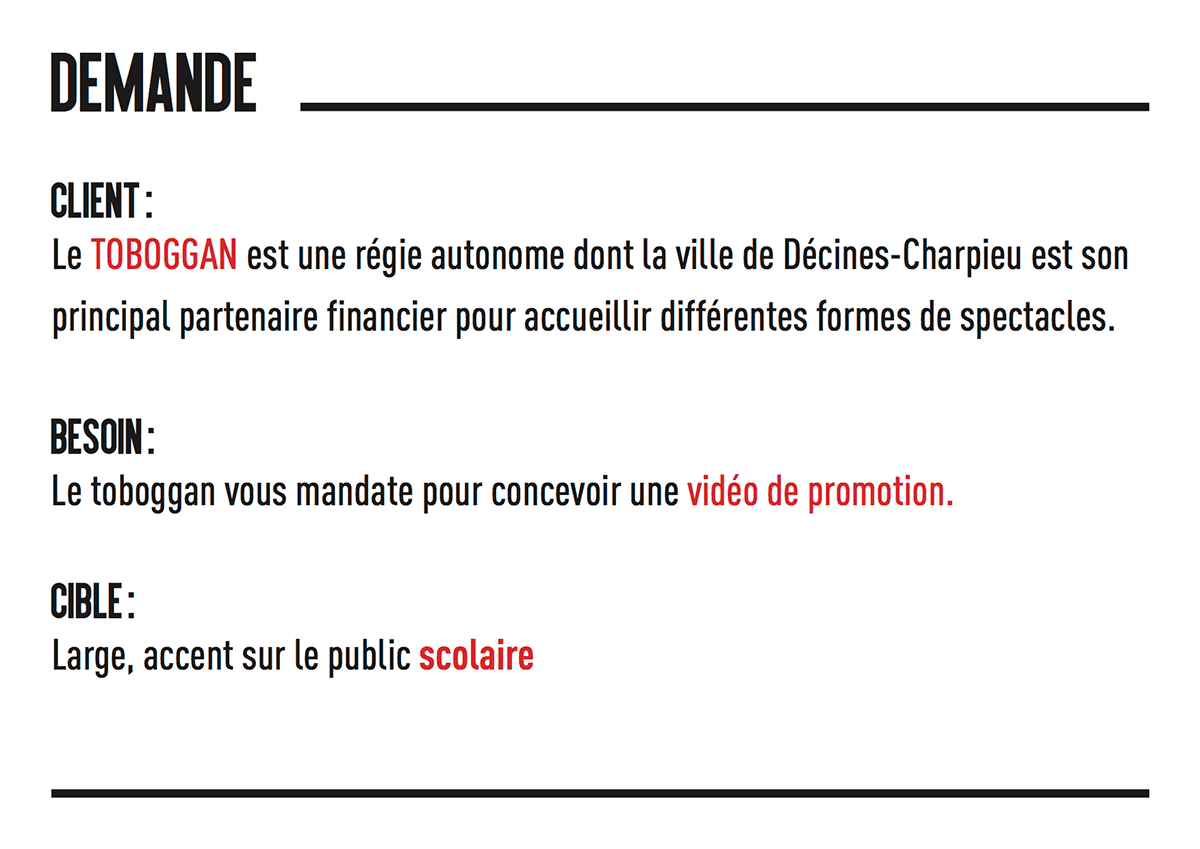 DEMANDE
CLIENT :
Le TOBOGGAN est une régie autonome dont la ville de Décines-Charpieu est son
principal partenaire financier pour accueillir différentes formes de spectacles.
BESOIN :
Le toboggan vous mandate pour concevoir une vidéo de promotion.
CIBLE :
Large, accent sur le public scolaire